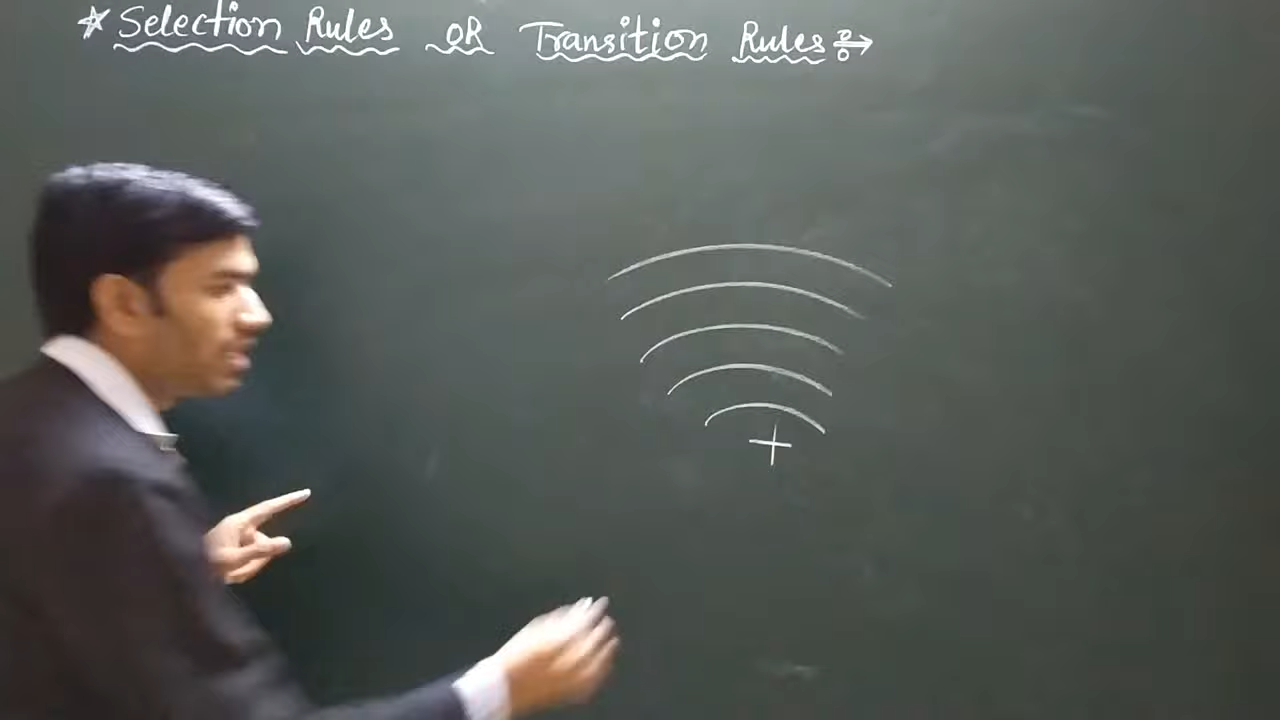 * Selection Rules OR Transition Rules :→
+